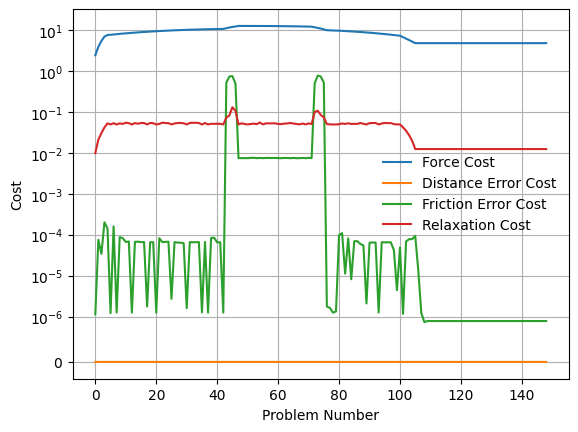 10¹
10⁰
10⁻¹
10⁻²
10⁻³
10⁻⁴
10⁻⁵
10⁻⁶
0
Cost
Force Cost
Distance Error Cost
Friction Error Cost
Relaxation Cost
0 20 40 60 80 100 120 140
Problem Number